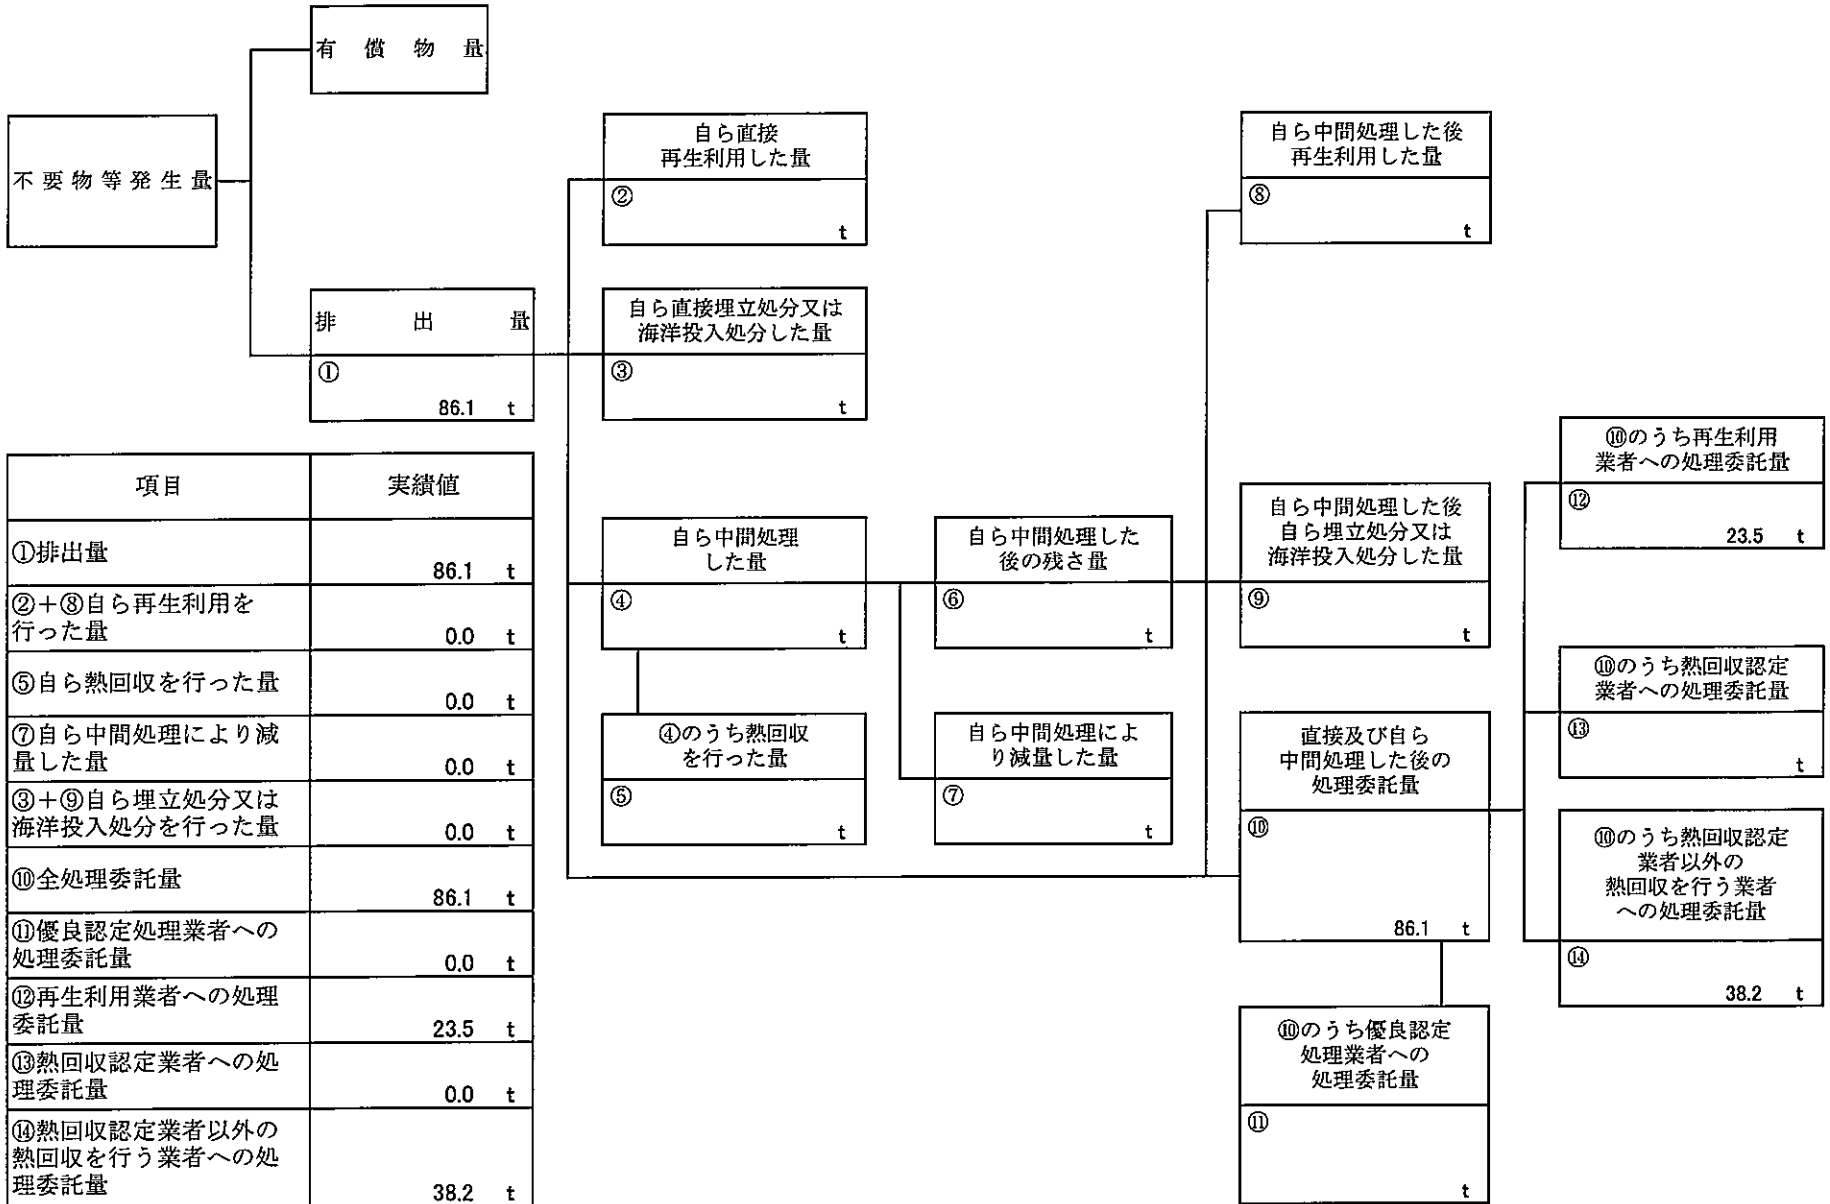 有償物量
不要物等発生量
排出量
①
86.1 t
自ら直接
再生利用した量
②
t
自ら直接埋立処分又は
海洋投入処分した量
③
t
自ら中間処理
した量
④
t
④のうち熱回収
を行った量
⑤
t
自ら中間処理した
後の残さ量
⑥
t
自ら中間処理によ
り減量した量
⑦
t
自ら中間処理した後
再生利用した量
⑧
t
自ら中間処理した後
自ら埋立処分又は
海洋投入処分した量
⑨
t
直接及び自ら
中間処理した後の
処理委託量
⑩
86.1 t
⑩のうち優良認定
処理業者への
処理委託量
⑪
t
⑩のうち再生利用
業者への処理委託量
⑫
23.5 t
⑩のうち熱回収認定
業者への処理委託量
⑬
t
⑩のうち熱回収認定
業者以外の
熱回収を行う業者
への処理委託量
⑭
38.2 t
項目 実績値
①排出量
86.1 t
②+⑧自ら再生利用を
行った量
0.0 t
⑤自ら熱回収を行った量
0.0 t
⑦自ら中間処理により減
量した量
0.0 t
③+⑨自ら埋立処分又は
海洋投入処分を行った量
0.0 t
⑩全処理委託量
86.1 t
⑪優良認定処理業者への
処理委託量
0.0 t
⑫再生利用業者への処理
委託量
23.5 t
⑬熱回収認定業者への処
理委託量
0.0 t
⑭熱回収認定業者以外の
熱回収を行う業者への処
理委託量
38.2 t